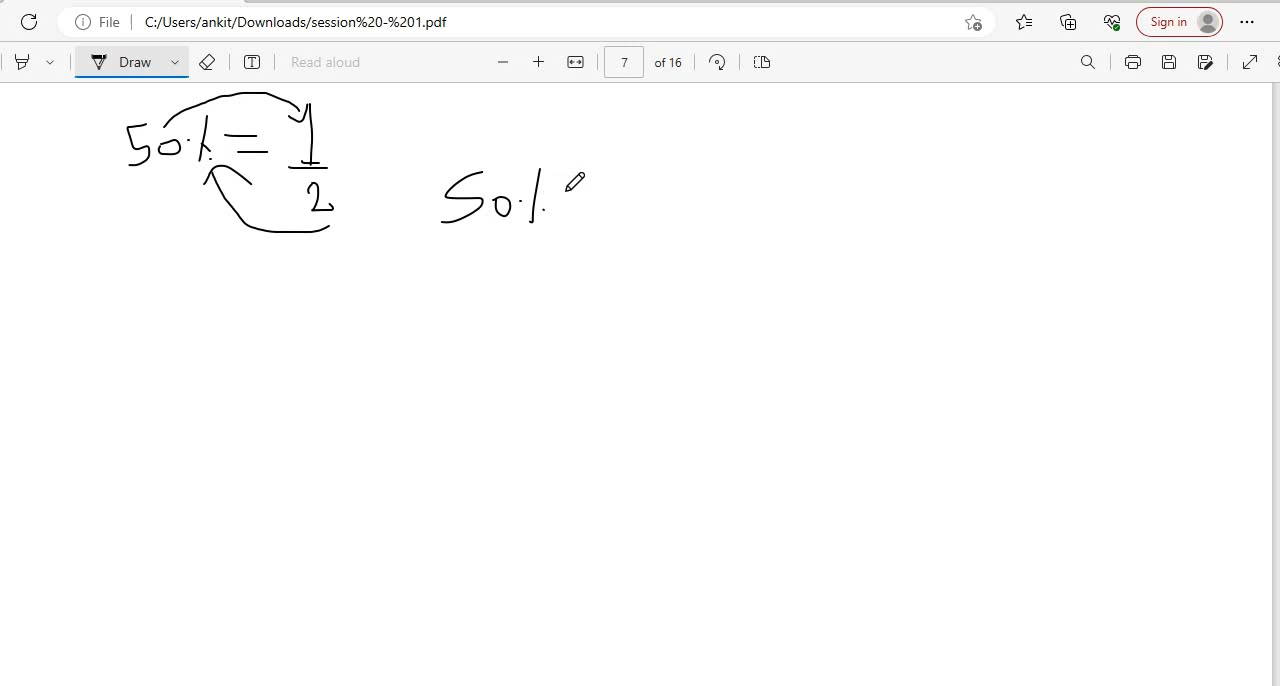 File C:/Users/ankit/Downloads/session%20-%201.pdf Sign in
Draw Read aloud 7 of 16
50% = 1/2
50%